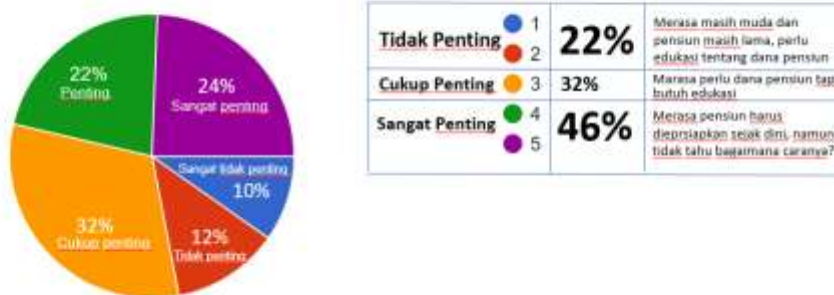 22%
Penting
24%
Sangat penting
Sangat tidak penting
10%
32%
Cukup penting
12%
Tidak penting
Tidak Penting
1
2
22%
Merasa masih muda dan
pensiun masih lama, perlu
edukasi tentang dana pensiun
Cukup Penting
3
32%
Marasa perlu dana pensiun tap
butuh edukasi
Sangat Penting
4
5
46%
Merasa pensiun harus
dieprsiapkan sejak dini, namun
tidak tahu bagaimana caranya?